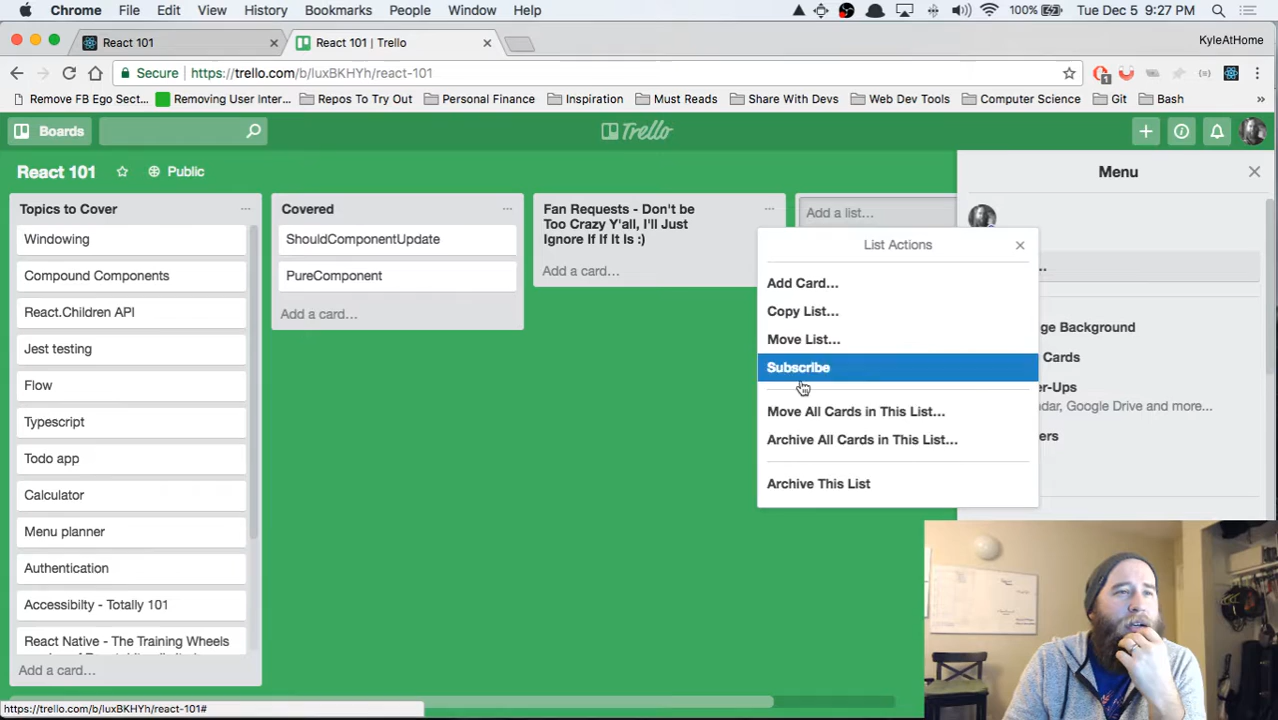 Chrome File Edit View History Bookmarks People Window Help 100% Tue Dec 5 9:27 PM
React 101 React 101 | Trello KyleAtHome
Secure https://trello.com/b/luxBKHYh/react-101
Remove FB Ego Sect... Removing User Inter... Repos To Try Out Personal Finance Inspiration Must Reads Share With Devs Web Dev Tools Computer Science Git Bash »
Boards Trello
React 101 Public
Menu
Topics to Cover
Windowing
Compound Components
React.Children API
Jest testing
Flow
Typescript
Todo app
Calculator
Menu planner
Authentication
Accessibilty - Totally 101
React Native - The Training Wheels
Add a card...
Covered
ShouldComponentUpdate
PureComponent
Add a card...
Fan Requests - Don't be
Too Crazy Y'all, I'll Just
Ignore If If It Is :)
Add a card...
Add a list...
List Actions
Add Card...
Copy List...
Move List...
Subscribe
Move All Cards in This List...
Archive All Cards in This List...
Archive This List
...
ge Background
Cards
er-Ups
ndar, Google Drive and more...
ers
https://trello.com/b/luxBKHYh/react-101#